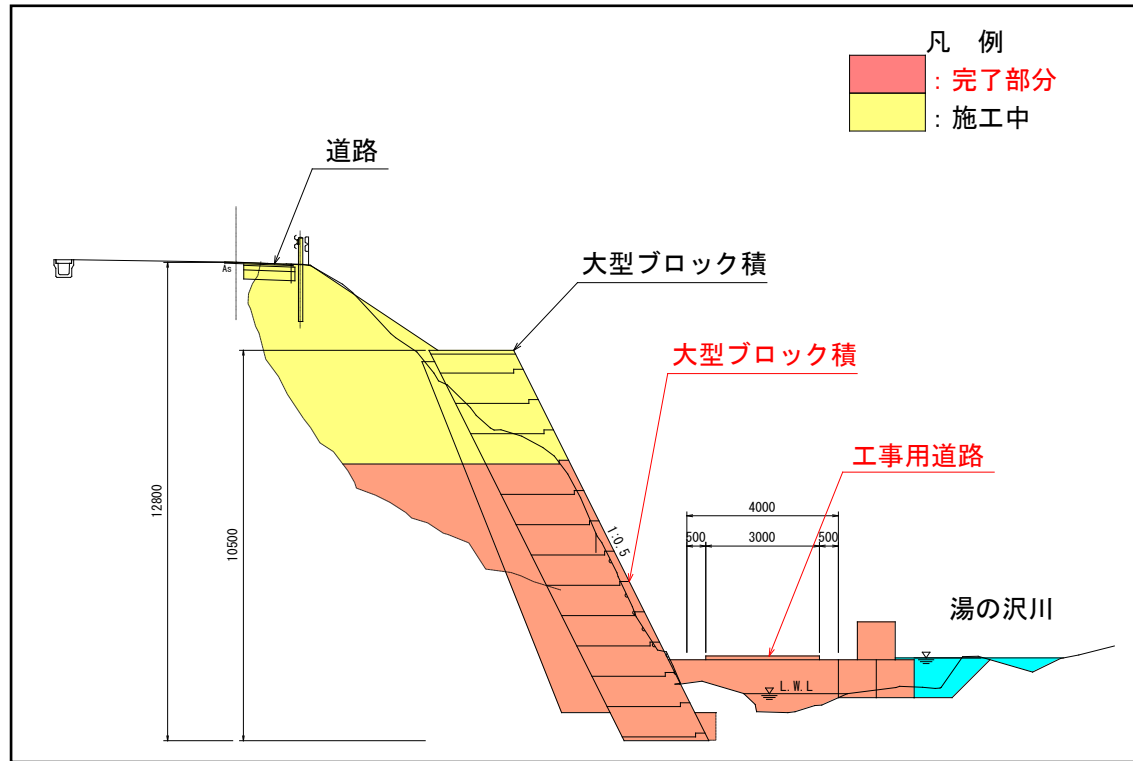 凡 例
: 完了部分
: 施工中
道路
As
大型ブロック積
大型ブロック積
工事用道路
4000
500
3000
500
12800
10500
1:0.5
湯の沢川
L.W.L